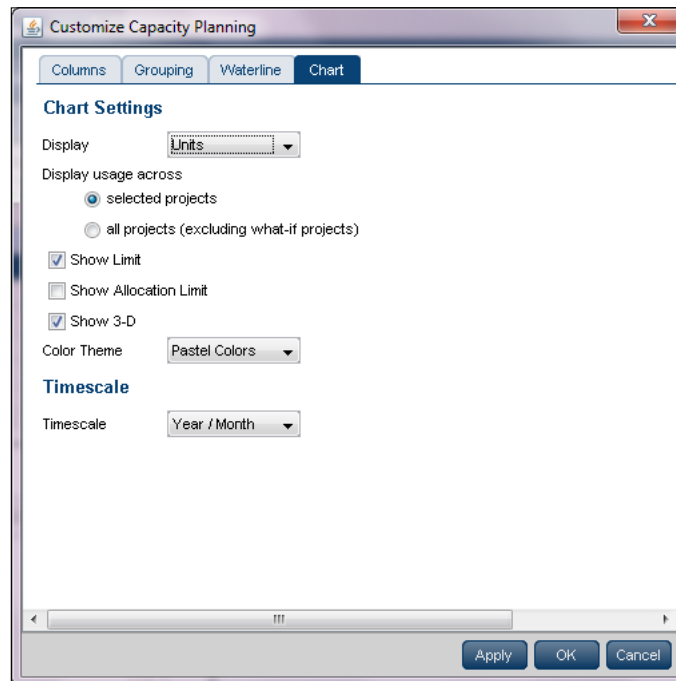 Customize Capacity Planning
Columns Grouping Waterline Chart
Chart Settings
Display Units
Display usage across
selected projects
all projects (excluding what-if projects)
Show Limit
Show Allocation Limit
Show 3-D
Color Theme Pastel Colors
Timescale
Timescale Year / Month
Apply OK Cancel